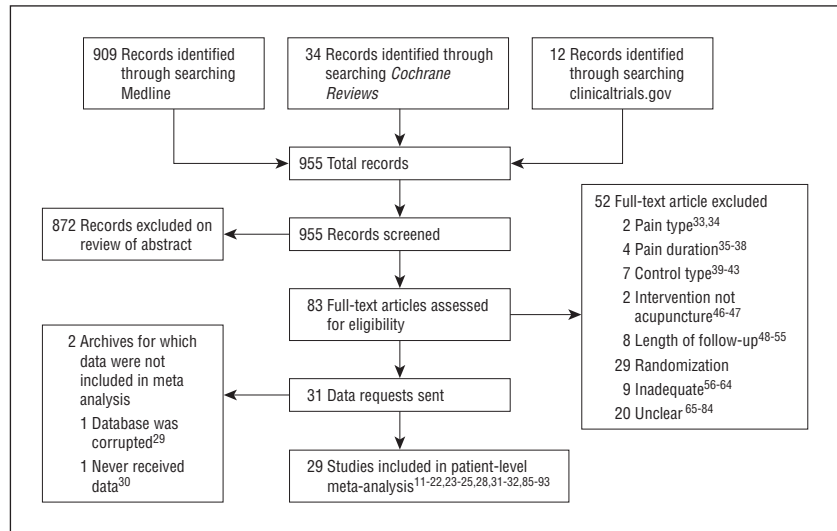 909 Records identified
through searching
Medline
34 Records identified through
searching Cochrane
Reviews
12 Records identified
through searching
clinicaltrials.gov
955 Total records
872 Records excluded on
review of abstract
955 Records screened
52 Full-text article excluded
2 Pain type33,34
4 Pain duration35-38
7 Control type39-43
2 Intervention not
acupuncture46-47
8 Length of follow-up48-55
29 Randomization
9 Inadequate56-64
20 Unclear65-84
83 Full-text articles assessed
for eligibility
2 Archives for which
data were not
included in meta
analysis
1 Database was
corrupted29
1 Never received
data30
31 Data requests sent
29 Studies included in patient-level
meta-analysis11-22,23-25,28,31-32,85-93